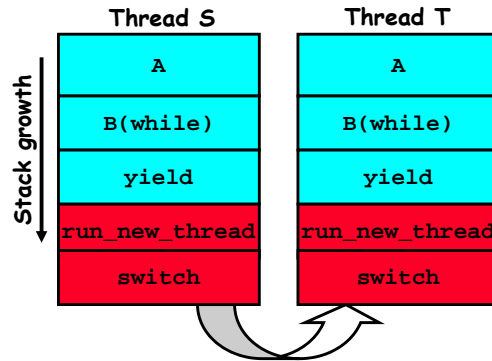 Thread S
Thread T
Stack growth
A
B(while)
yield
run_new_thread
switch
A
B(while)
yield
run_new_thread
switch